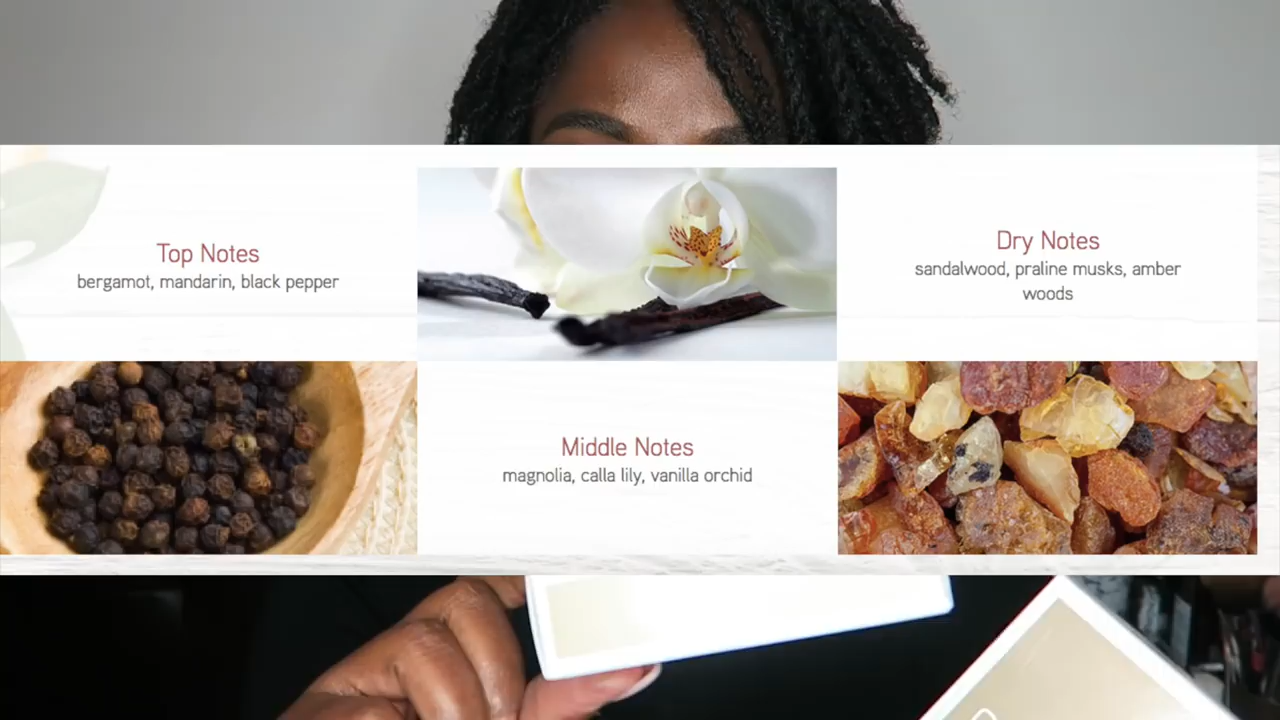 Top Notes
bergamot, mandarin, black pepper
Middle Notes
magnolia, calla lily, vanilla orchid
Dry Notes
sandalwood, praline musks, amber
woods